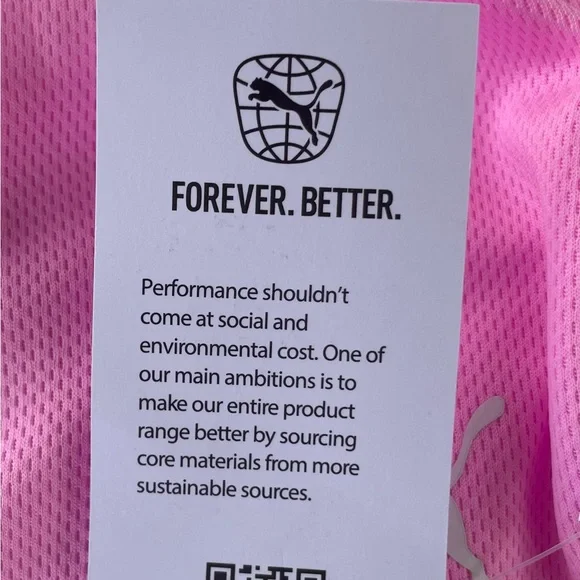 FOREVER. BETTER.
Performance shouldn't
come at social and
environmental cost. One of
our main ambitions is to
make our entire product
range better by sourcing
core materials from more
sustainable sources.